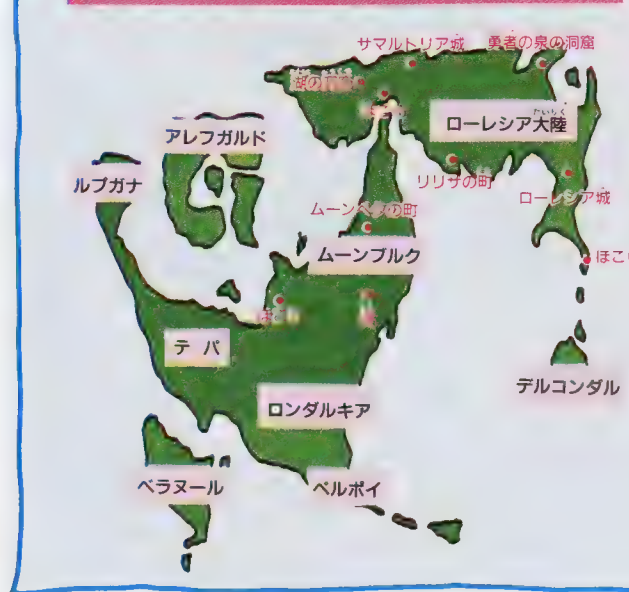 サマルトリア城
勇者の泉の洞窟
アレフガルド
たいりく
ローレシア大陸
ルプガナ
リリザの町
ローレシア城
ムーンペタの町
ムーンブルク
テパ
デルコンダル
ロンダルキア
ベラヌール
ペルポイ